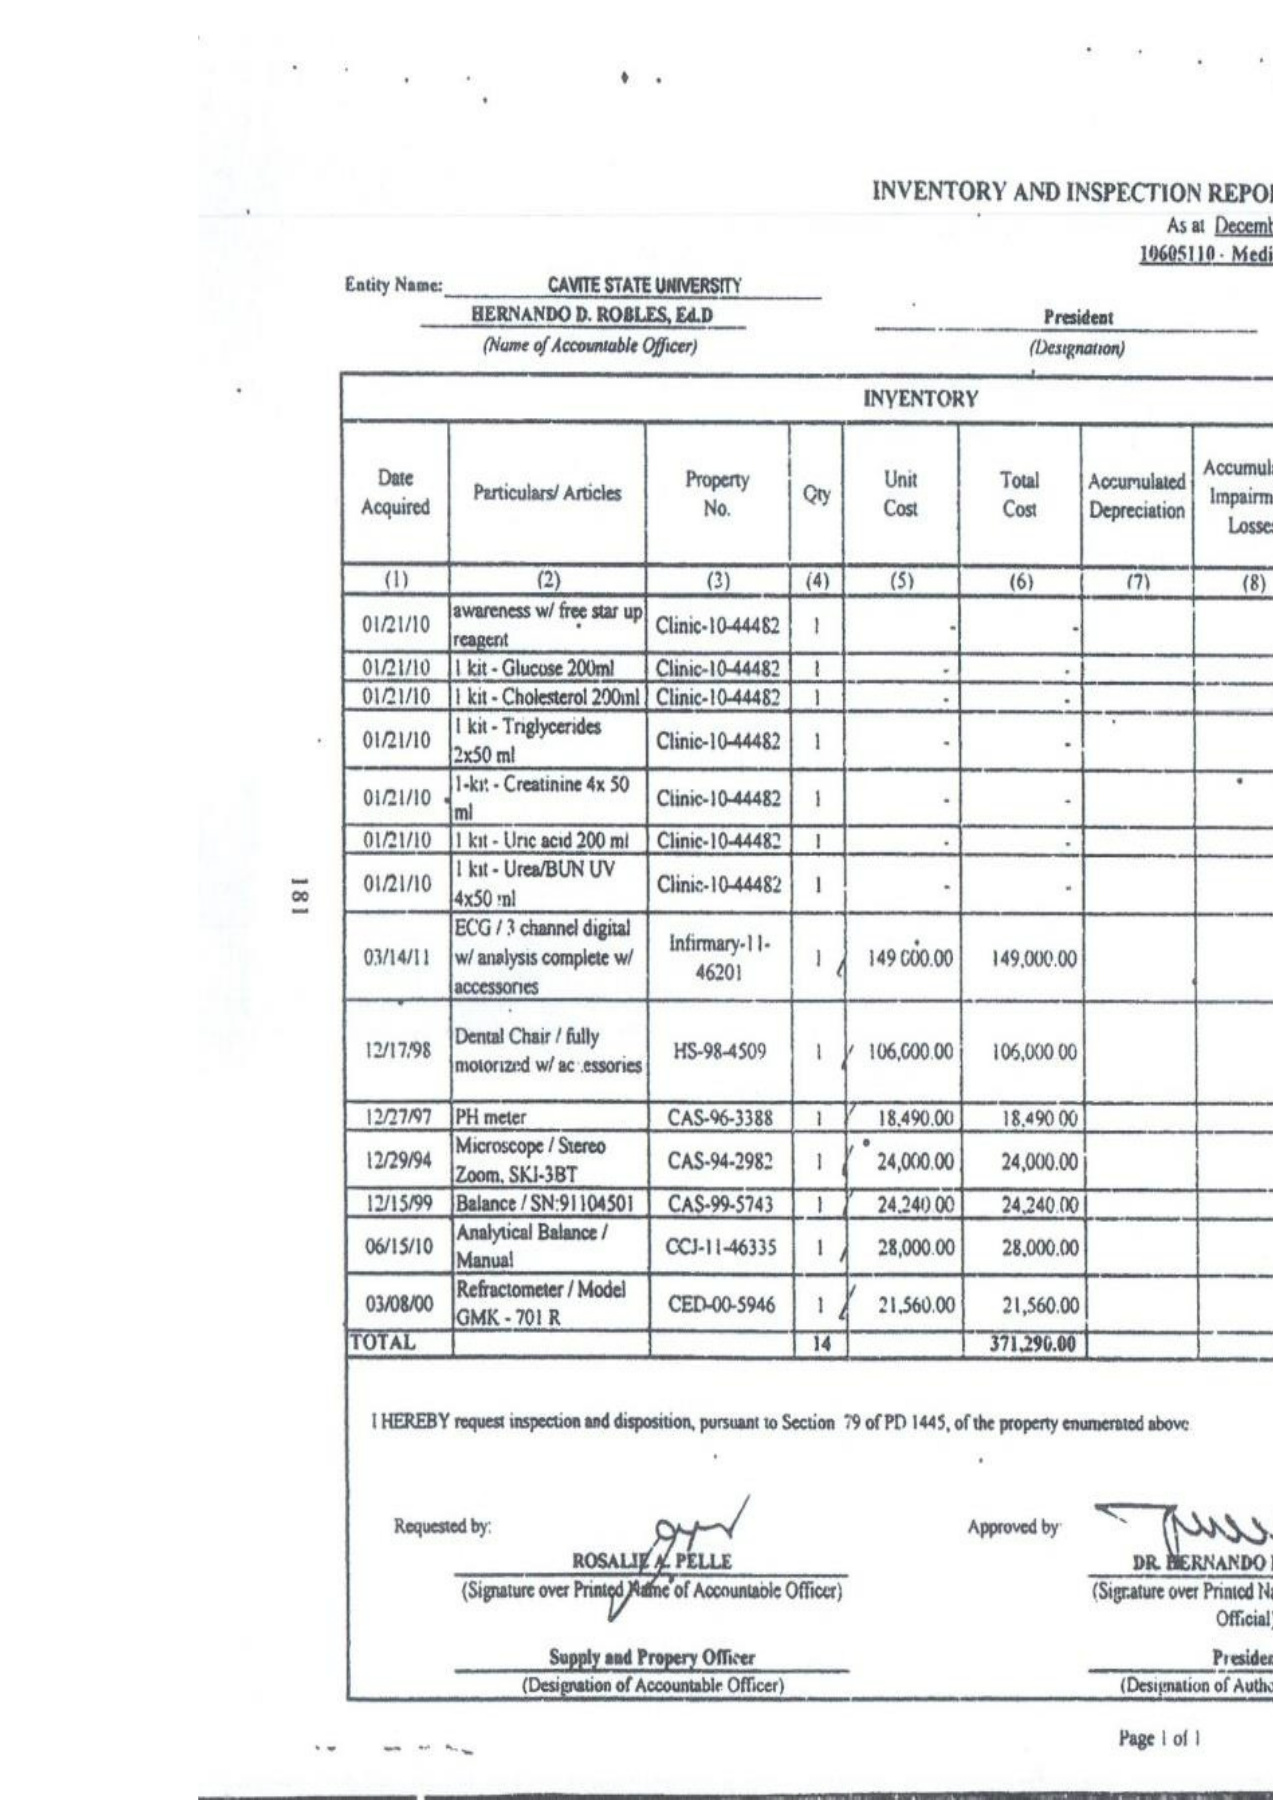 INVENTORY AND INSPECTION REPO
As at Decemb
10605110 - Medi
Entity Name: CAVITE STATE UNIVERSITY
HERNANDO D. ROBLES, Ed.D President
(Name of Accountable Officer) (Designation)
INVENTORY
Date Acquired Particulars/ Articles Property No. Qty Unit Cost Total Cost Accumulated Depreciation Accumul Impairm Losse
(1) (2) (3) (4) (5) (6) (7) (8)
01/21/10 awareness w/ free star up reagent Clinic-10-44482 1 - -
01/21/10 1 kit - Glucose 200ml Clinic-10-44482 1 - -
01/21/10 1 kit - Cholesterol 200ml Clinic-10-44482 1 - -
01/21/10 1 kit - Triglycerides 2x50 ml Clinic-10-44482 1 - -
01/21/10 1-kit - Creatinine 4x 50 ml Clinic-10-44482 1 - -
01/21/10 1 kit - Uric acid 200 ml Clinic-10-44482 1 - -
01/21/10 1 kit - Urea/BUN UV 4x50 ml Clinic-10-44482 1 - -
03/14/11 ECG / 3 channel digital w/ analysis complete w/ accessories Infirmary-11-46201 1 149 000.00 149,000.00
12/17/98 Dental Chair / fully motorized w/ ac essories HS-98-4509 1 106,000.00 106,000 00
12/27/97 PH meter CAS-96-3388 1 18,490.00 18,490 00
12/29/94 Microscope / Stereo Zoom, SKI-3BT CAS-94-2982 1 24,000.00 24,000.00
12/15/99 Balance / SN:91104501 CAS-99-5743 1 24,240.00 24,240.00
06/15/10 Analytical Balance / Manual CCJ-11-46335 1 28,000.00 28,000.00
03/08/00 Refractometer / Model GMK - 701 R CED-00-5946 1 21,560.00 21,560.00
TOTAL 14 371,290.00
I HEREBY request inspection and disposition, pursuant to Section 79 of PD 1445, of the property enumerated above
Requested by: Approved by
ROSALIE A. PELLE DR. HERNANDO
(Signature over Printed Name of Accountable Officer) (Signature over Printed Na
Official)
Supply and Propery Officer Presiden
(Designation of Accountable Officer) (Designation of Autho
Page 1 of 1
181